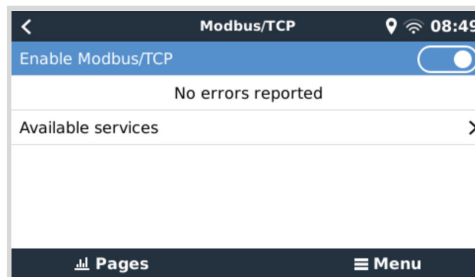 Modbus/TCP 08:49
Enable Modbus/TCP
No errors reported
Available services
Pages Menu